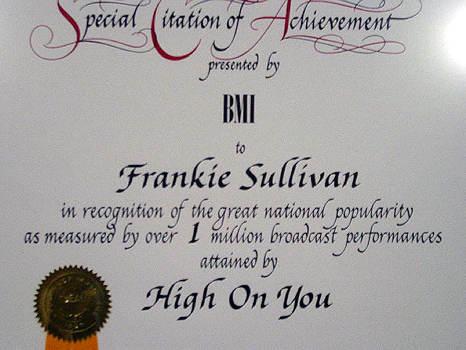 Special Citation of Achievement
presented by
BMI
to
Frankie Sullivan
in recognition of the great national popularity
as measured by over 1 million broadcast performances
attained by
High On You